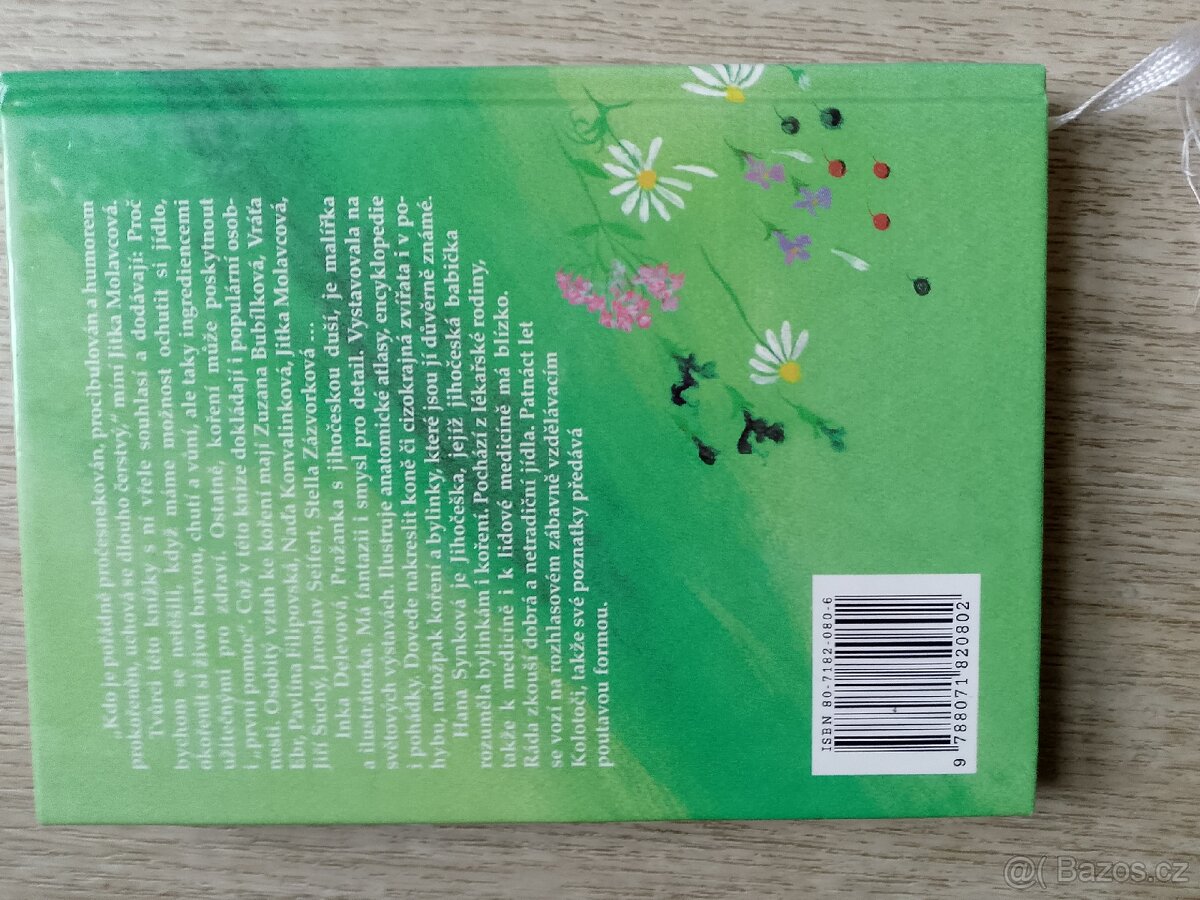 „Kdo je pořádně pročesnekován, procibulován a humorem
prokořeněn, uchová se dlouho čerstvý,“ míní Jitka Molavcová.
Tvůrci této knížky s ní vřele souhlasí a dodávají: Proč
bychom se netěšili, když máme možnost ochutit si jídlo,
okořenit si život barvou, chutí a vůní, ale taky ingrediencemi
užitečnými pro zdraví. Ostatně, koření může poskytnout
i „první pomoc“. Což v této knize dokládají i populární osob-
nosti. Osobitý vztah ke koření mají Zuzana Bubílková, Vráťa
Ebr, Pavlína Filipovská, Naďa Konvalinková, Jitka Molavcová,
Jiří Suchý, Jaroslav Seifert, Stella Zázvorková ...
Inka Delevová, Pražanka s jihočeskou duší, je malířka
a ilustrátorka. Má fantazii i smysl pro detail. Vystavovala na
světových výstavách. Ilustruje anatomické atlasy, encyklopedie
i pohádky. Dovede nakreslit koně či cizokrajná zvířata i v po-
hybu, natožpak koření a bylinky, které jsou jí důvěrně známé.
Hana Synková je Jihočeška, jejíž jihočeská babička
rozuměla bylinkám i koření. Pochází z lékařské rodiny,
takže k medicíně i k lidové medicíně má blízko.
Ráda zkouší dobrá a netradiční jídla. Patnáct let
se vozí na rozhlasovém zábavně vzdělávacím
Kolotoči, takže své poznatky předává
poutavou formou.
ISBN 80-7182-080-6
9 788071 820802
@( Bazos.cz